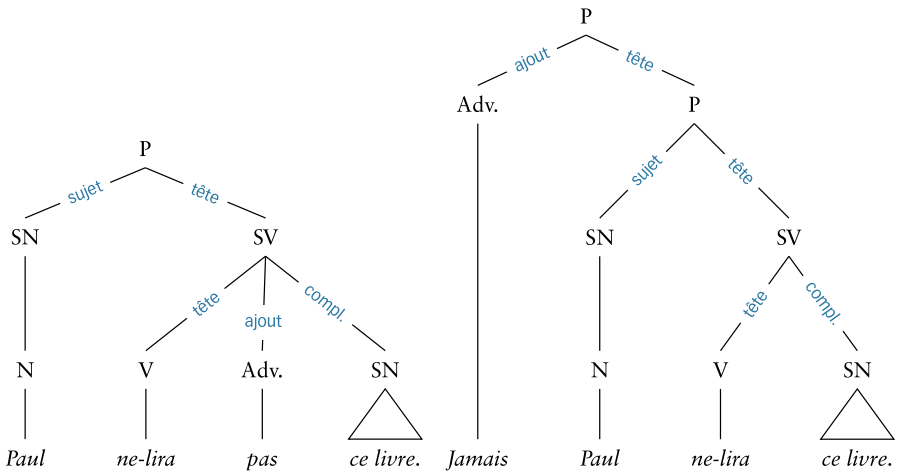 P
ajout tête
Adv. P
P
sujet tête sujet tête
SN SV SN SV
tête ajout compl. tête compl.
N V Adv. SN N V SN
Paul ne-lira pas ce livre. Jamais Paul ne-lira ce livre.